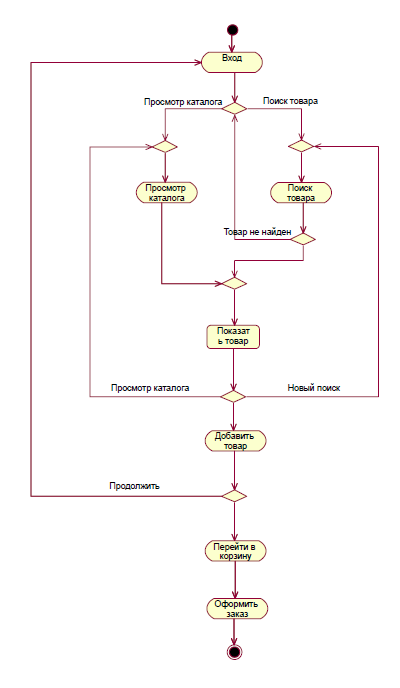 Вход
Просмотр каталога
Поиск товара
Просмотр
каталога
Поиск
товара
Товар не найден
Показат
ь товар
Просмотр каталога
Новый поиск
Добавить
товар
Продолжить
Перейти в
корзину
Оформить
заказ